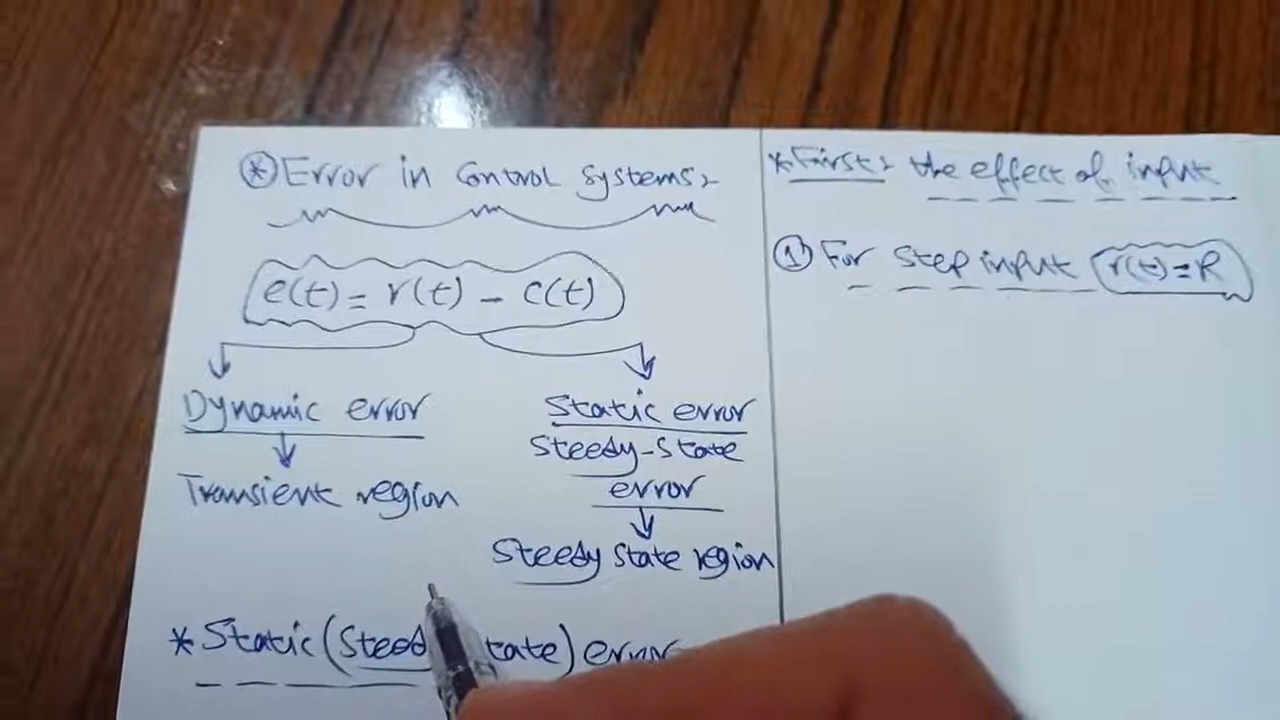 * Error in Control Systems:
e(t) = r(t) - c(t)
Dynamic error
Transient region
Static error
Steady-State
error
Steady State region
* Static (Steady State) error
* First: the effect of input
1 For Step input r(t) = R